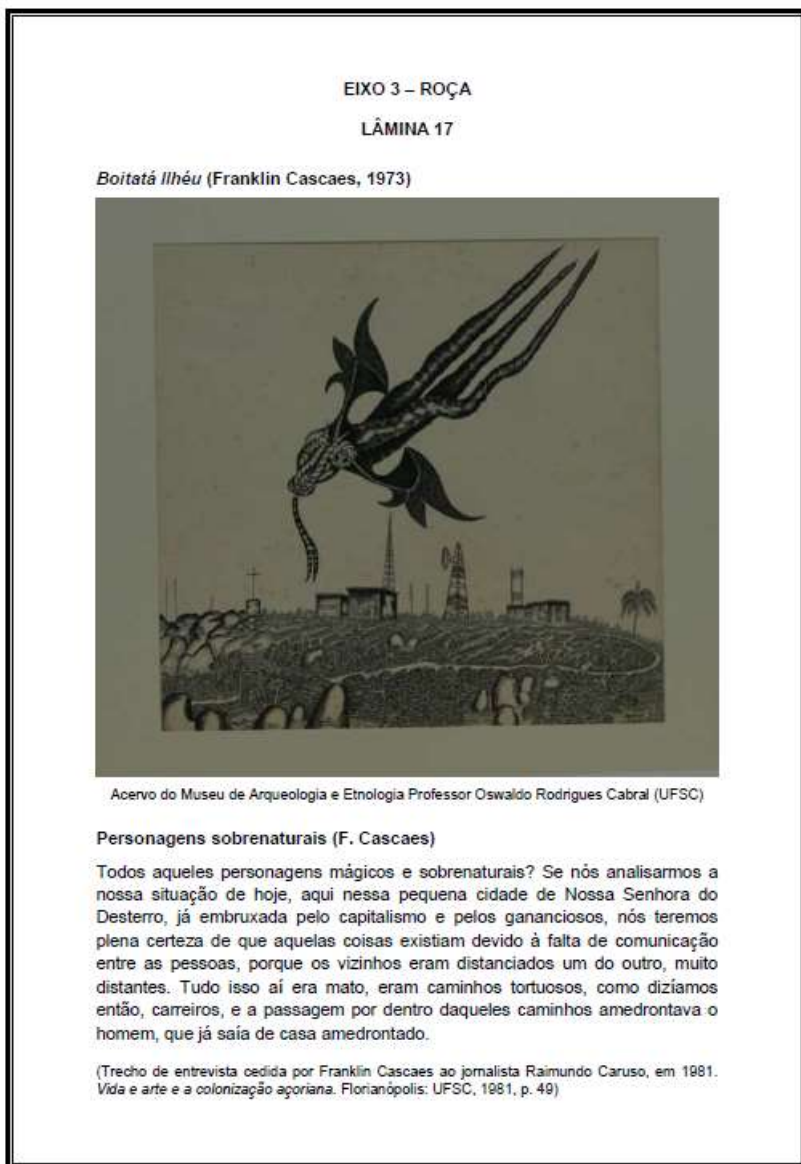 EIXO 3 – ROÇA
LÂMINA 17
Boitatá Ilhéu (Franklin Cascaes, 1973)
Acervo do Museu de Arqueologia e Etnologia Professor Oswaldo Rodrigues Cabral (UFSC)
Personagens sobrenaturais (F. Cascaes)
Todos aqueles personagens mágicos e sobrenaturais? Se nós analisarmos a
nossa situação de hoje, aqui nessa pequena cidade de Nossa Senhora do
Desterro, já embruxada pelo capitalismo e pelos gananciosos, nós teremos
plena certeza de que aquelas coisas existiam devido à falta de comunicação
entre as pessoas, porque os vizinhos eram distanciados um do outro, muito
distantes. Tudo isso aí era mato, eram caminhos tortuosos, como dizíamos
então, carreiros, e a passagem por dentro daqueles caminhos amedrontava o
homem, que já saía de casa amedrontado.
(Trecho de entrevista cedida por Franklin Cascaes ao jornalista Raimundo Caruso, em 1981.
Vida e arte e a colonização açoriana. Florianópolis: UFSC, 1981, p. 49)